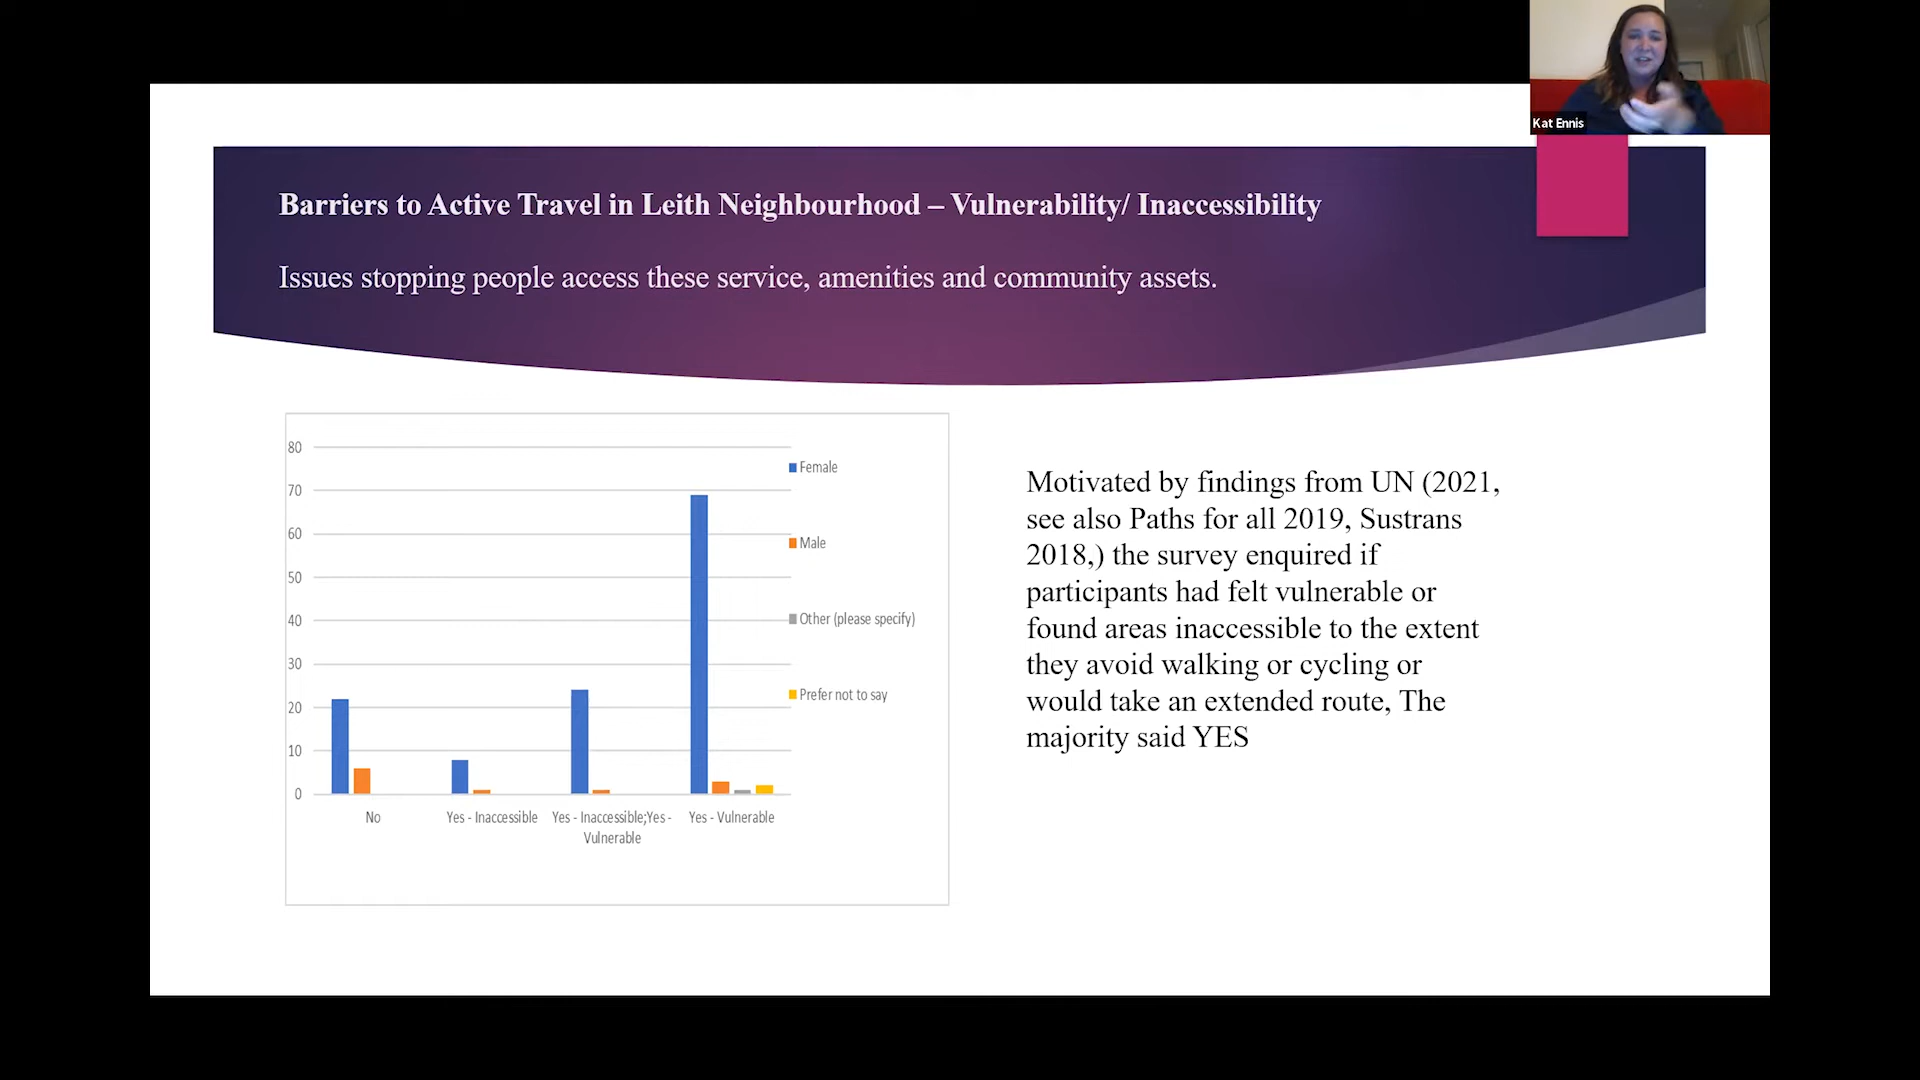 Kat Ennis
Barriers to Active Travel in Leith Neighbourhood – Vulnerability/ Inaccessibility
Issues stopping people access these service, amenities and community assets.
80
70
60
50
40
30
20
10
0
No
Yes - Inaccessible
Yes - Inaccessible;Yes -
Vulnerable
Yes - Vulnerable
Female
Male
Other (please specify)
Prefer not to say
Motivated by findings from UN (2021,
see also Paths for all 2019, Sustrans
2018,) the survey enquired if
participants had felt vulnerable or
found areas inaccessible to the extent
they avoid walking or cycling or
would take an extended route, The
majority said YES